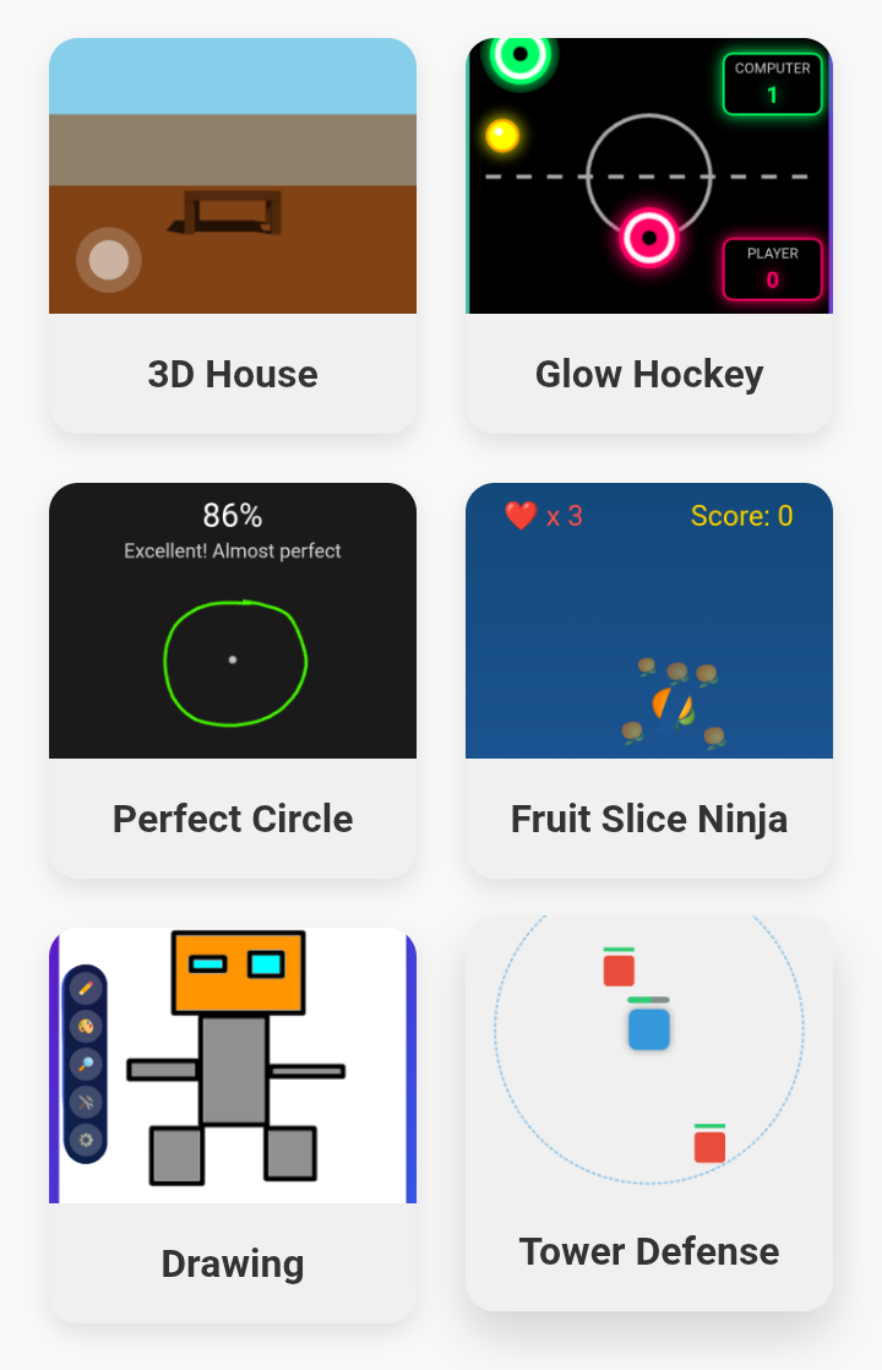 COMPUTER
1
PLAYER
0
3D House
Glow Hockey
86%
Excellent! Almost perfect
❤️ x 3
Score: 0
Perfect Circle
Fruit Slice Ninja
Drawing
Tower Defense